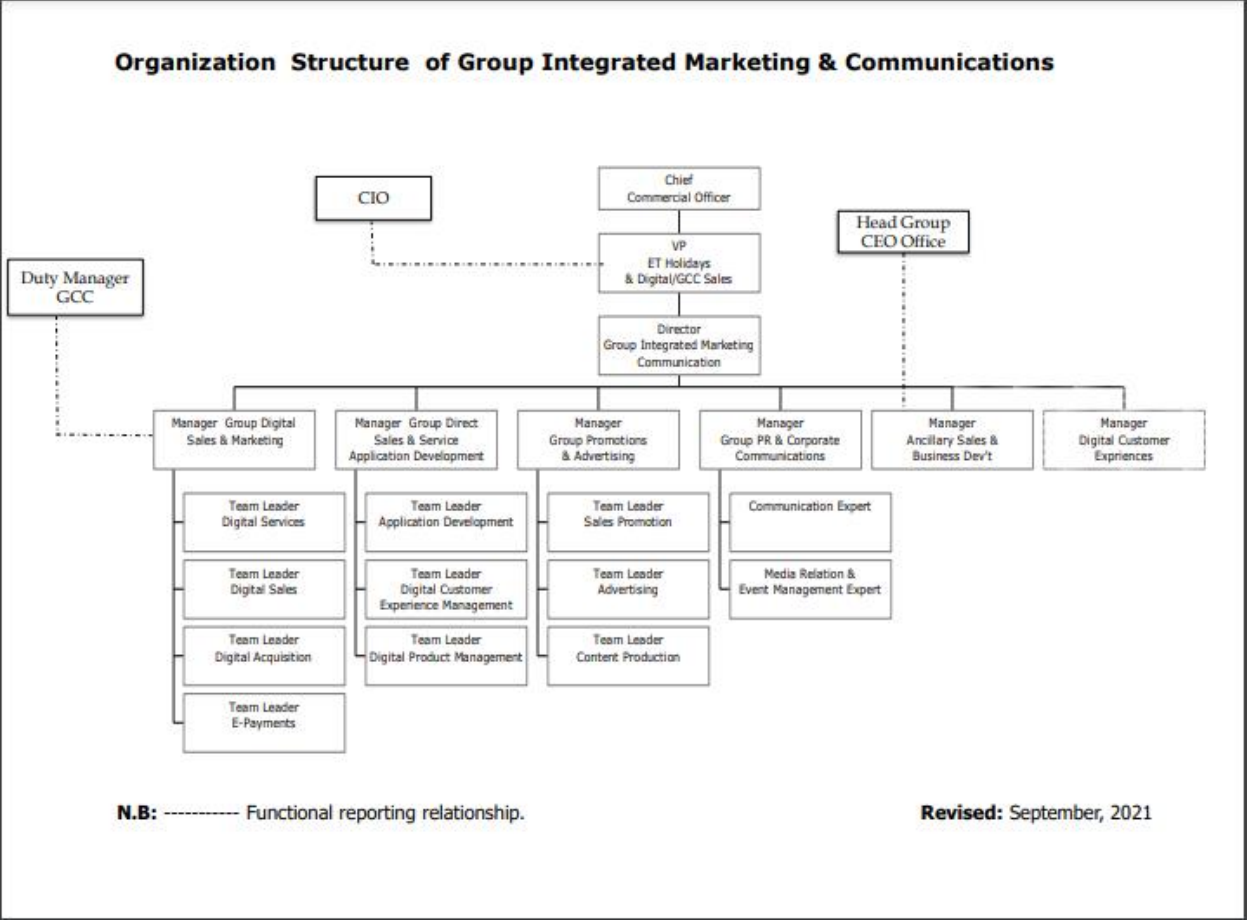 Organization Structure of Group Integrated Marketing & Communications
CIO
Chief
Commercial Officer
Head Group
CEO Office
VP
ET Holidays
& Digital/GCC Sales
Duty Manager
GCC
Director
Group Integrated Marketing
Communication
Manager Group Digital
Sales & Marketing
Manager Group Direct
Sales & Service
Application Development
Manager
Group Promotions
& Advertising
Manager
Group PR & Corporate
Communications
Manager
Ancillary Sales &
Business Dev't
Manager
Digital Customer
Expriences
Team Leader
Digital Services
Team Leader
Digital Sales
Team Leader
Digital Acquisition
Team Leader
E-Payments
Team Leader
Application Development
Team Leader
Digital Customer
Experience Management
Team Leader
Digital Product Management
Team Leader
Sales Promotion
Team Leader
Advertising
Team Leader
Content Production
Communication Expert
Media Relation &
Event Management Expert
N.B: ----------- Functional reporting relationship.
Revised: September, 2021